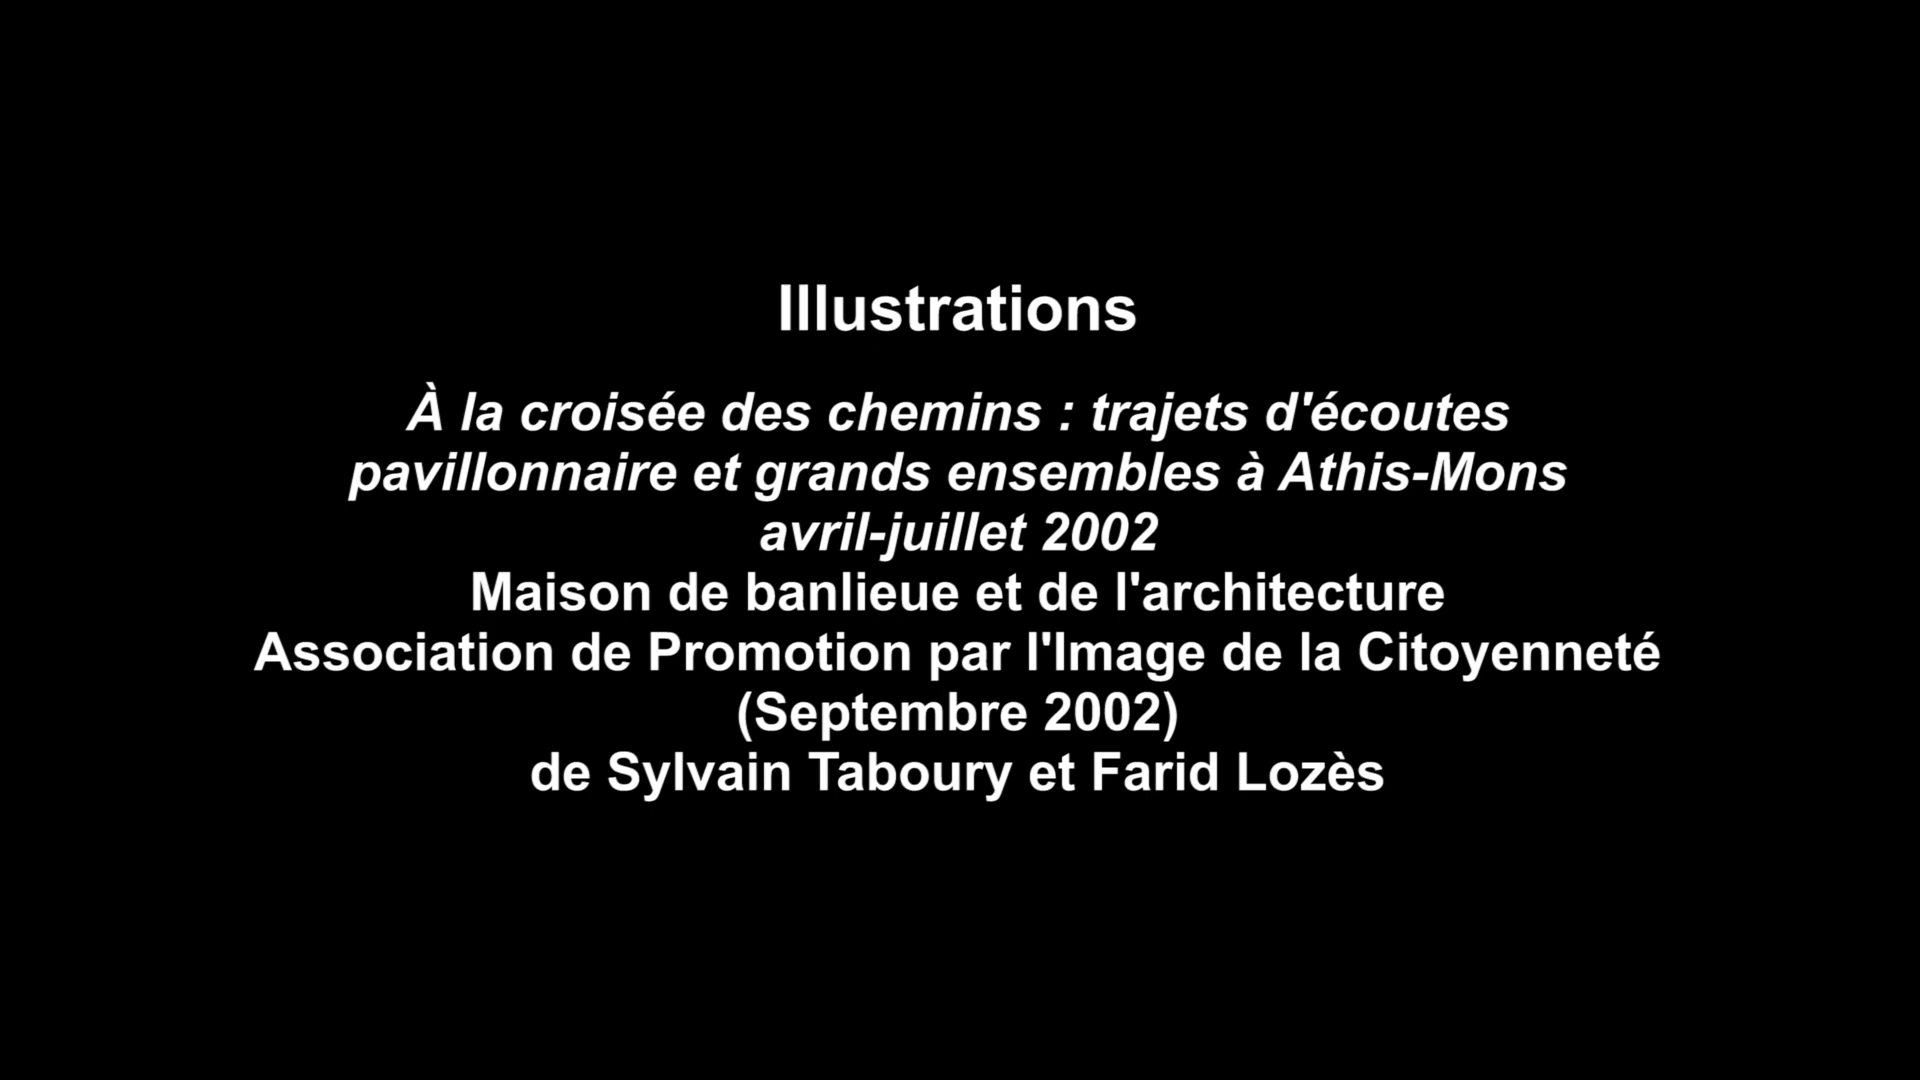 Illustrations
À la croisée des chemins : trajets d'écoutes
pavillonnaire et grands ensembles à Athis-Mons
avril-juillet 2002
Maison de banlieue et de l'architecture
Association de Promotion par l'Image de la Citoyenneté
(Septembre 2002)
de Sylvain Taboury et Farid Lozès